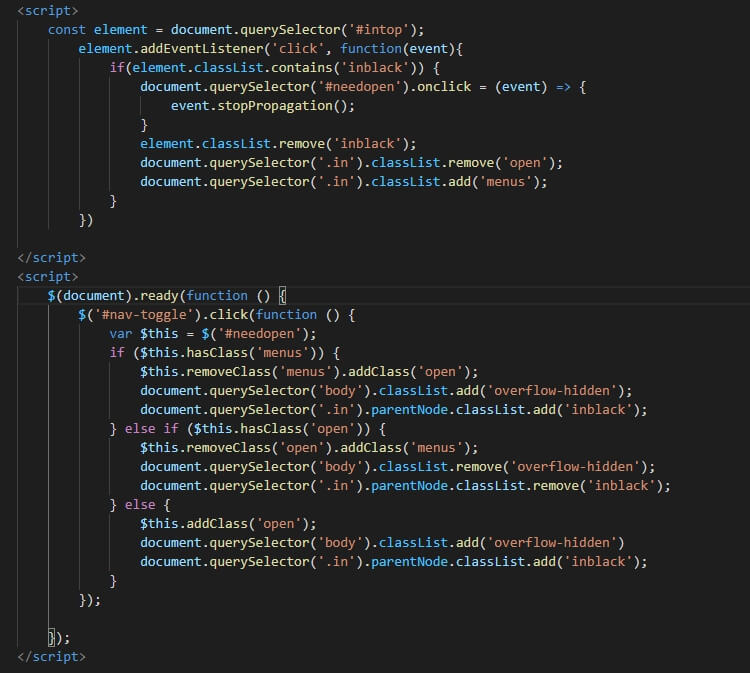 <script>
    const element = document.querySelector('#intop');
        element.addEventListener('click', function(event){
            if(element.classList.contains('inblack')) {
                document.querySelector('#needopen').onclick = (event) => {
                    event.stopPropagation();
                }
                element.classList.remove('inblack');
                document.querySelector('.in').classList.remove('open');
                document.querySelector('.in').classList.add('menus');
            }
        })
</script>
<script>
    $(document).ready(function () {
        $('#nav-toggle').click(function () {
            var $this = $('#needopen');
            if ($this.hasClass('menus')) {
                $this.removeClass('menus').addClass('open');
                document.querySelector('body').classList.add('overflow-hidden');
                document.querySelector('.in').parentNode.classList.add('inblack');
            } else if ($this.hasClass('open')) {
                $this.removeClass('open').addClass('menus');
                document.querySelector('body').classList.remove('overflow-hidden');
                document.querySelector('.in').parentNode.classList.remove('inblack');
            } else {
                $this.addClass('open');
                document.querySelector('body').classList.add('overflow-hidden')
                document.querySelector('.in').parentNode.classList.add('inblack');
            }
        });
    });
</script>